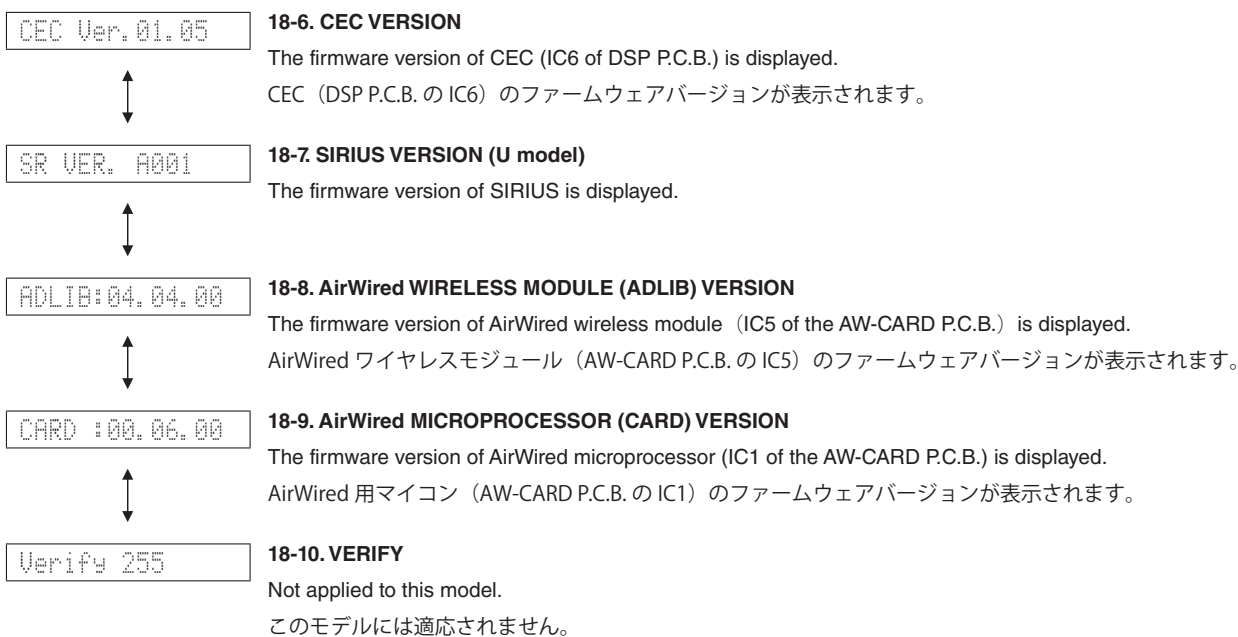 CEC Ver.01.05
18-6. CEC VERSION
The firmware version of CEC (IC6 of DSP P.C.B.) is displayed.
CEC（DSP P.C.B. の IC6）のファームウェアバージョンが表示されます。
SR VER. A001
18-7. SIRIUS VERSION (U model)
The firmware version of SIRIUS is displayed.
ADLIB:04.04.00
18-8. AirWired WIRELESS MODULE (ADLIB) VERSION
The firmware version of AirWired wireless module（IC5 of the AW-CARD P.C.B.）is displayed.
AirWired ワイヤレスモジュール（AW-CARD P.C.B. の IC5）のファームウェアバージョンが表示されます。
CARD :00.06.00
18-9. AirWired MICROPROCESSOR (CARD) VERSION
The firmware version of AirWired microprocessor (IC1 of the AW-CARD P.C.B.) is displayed.
AirWired 用マイコン（AW-CARD P.C.B. の IC1）のファームウェアバージョンが表示されます。
Verify 255
18-10. VERIFY
Not applied to this model.
このモデルには適応されません。